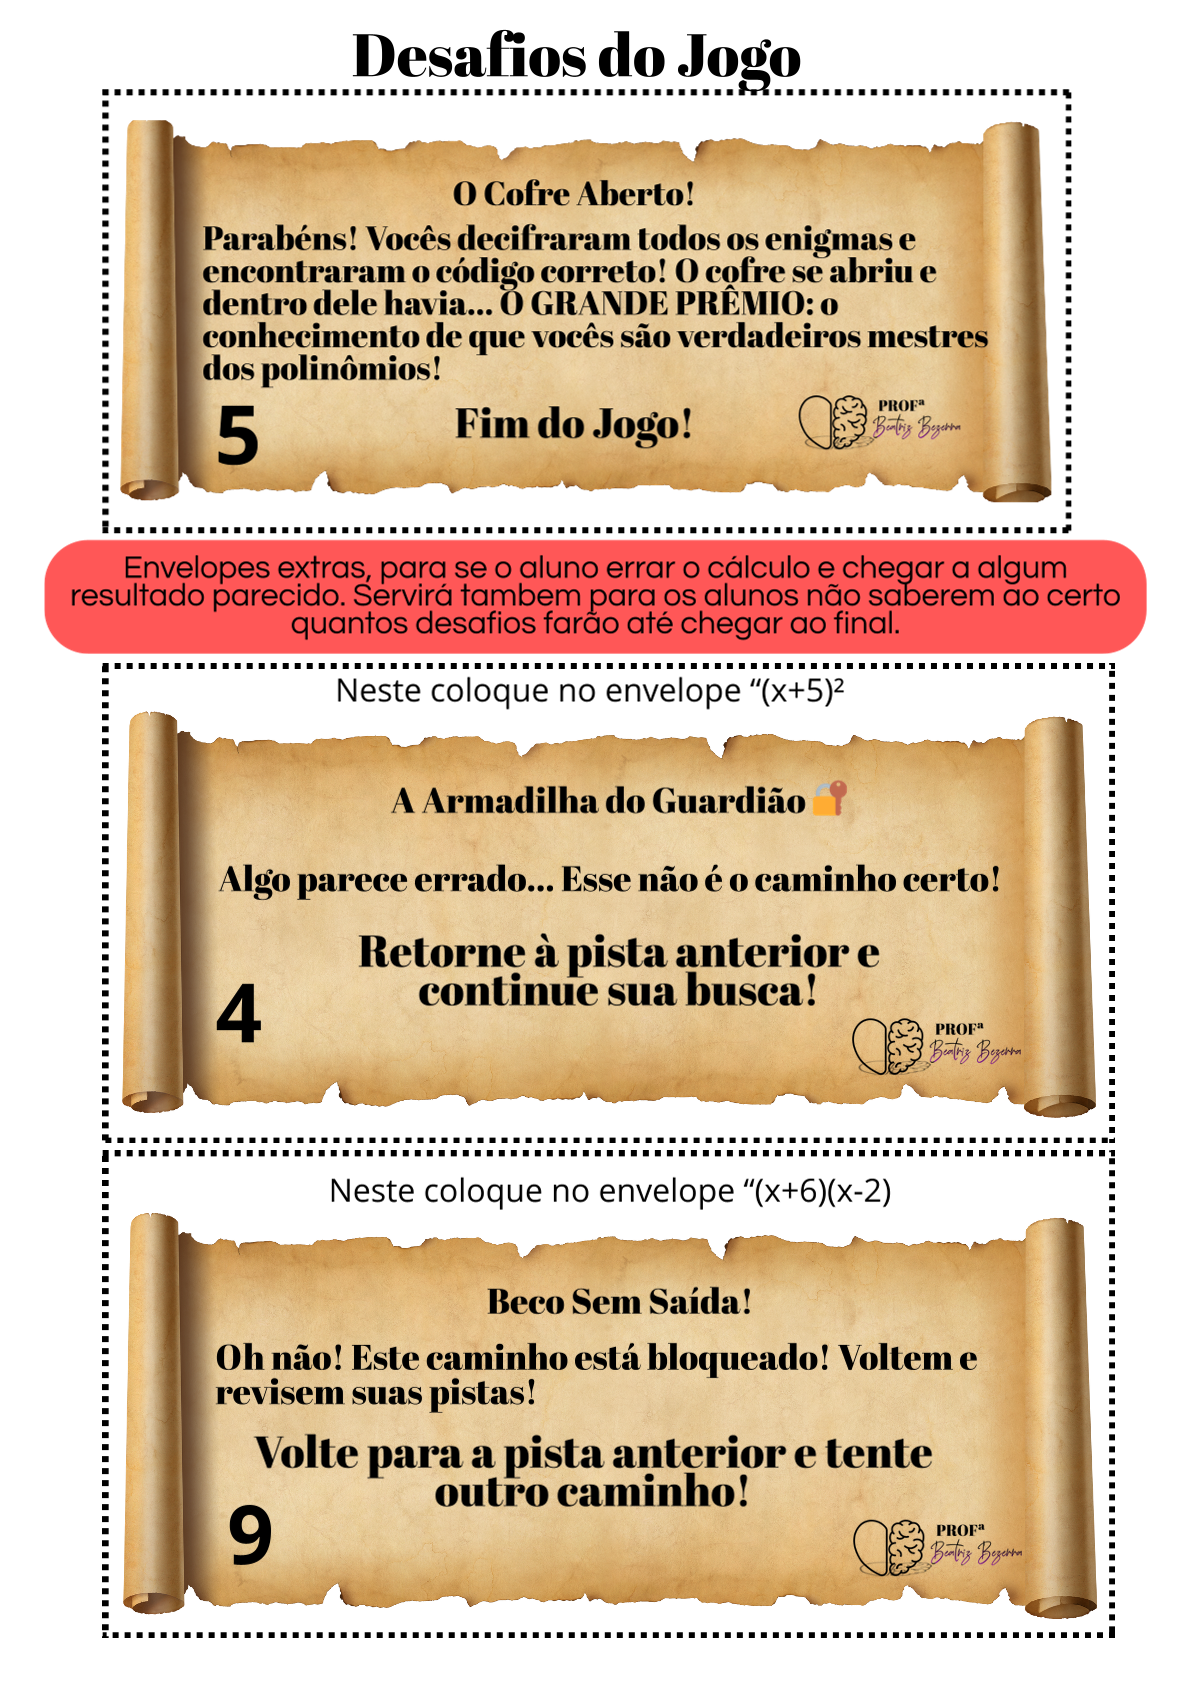 Desafios do Jogo
O Cofre Aberto!
Parabéns! Vocês decifraram todos os enigmas e
encontraram o código correto! O cofre se abriu e
dentro dele havia... O GRANDE PRÊMIO: o
conhecimento de que vocês são verdadeiros mestres
dos polinômios!
5
Fim do Jogo!
PROFª
Beatriz Bezerra
Envelopes extras, para se o aluno errar o cálculo e chegar a algum
resultado parecido. Servirá tambem para os alunos não saberem ao certo
quantos desafios farão até chegar ao final.
Neste coloque no envelope “(x+5)²
A Armadilha do Guardião
Algo parece errado... Esse não é o caminho certo!
Retorne à pista anterior e
continue sua busca!
4
PROFª
Beatriz Bezerra
Neste coloque no envelope “(x+6)(x-2)
Beco Sem Saída!
Oh não! Este caminho está bloqueado! Voltem e
revisem suas pistas!
Volte para a pista anterior e tente
outro caminho!
9
PROFª
Beatriz Bezerra